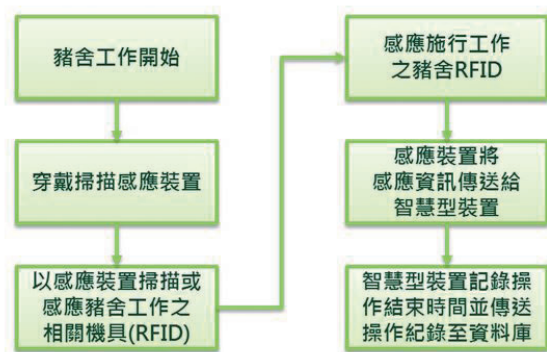 豬舍工作開始
穿戴掃描感應裝置
以感應裝置掃描或
感應豬舍工作之
相關機具(RFID)
感應施行工作
之豬舍RFID
感應裝置將
感應資訊傳送給
智慧型裝置
智慧型裝置記錄操
作結束時間並傳送
操作紀錄至資料庫